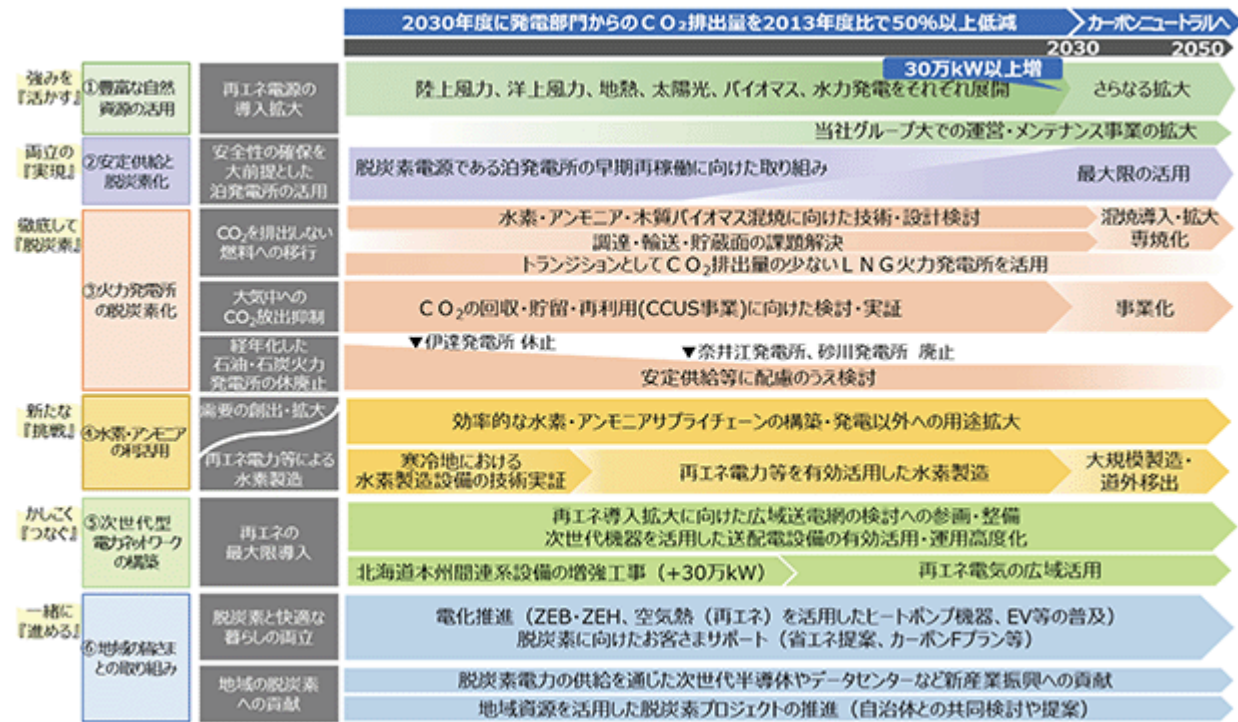 2030年度に発電部門からのCO₂排出量を2013年度比で50%以上低減
カーボンニュートラルへ
2030
2050
強みを
『活かす』
①豊富な自然
資源の活用
再エネ電源の
導入拡大
30万kW以上増
陸上風力、洋上風力、地熱、太陽光、バイオマス、水力発電をそれぞれ展開
さらなる拡大
当社グループ大での運営・メンテナンス事業の拡大
両立の
『実現』
②安定供給と
脱炭素化
安全性の確保を
大前提とした
泊発電所の活用
脱炭素電源である泊発電所の早期再稼働に向けた取り組み
最大限の活用
徹底して
『脱炭素』
③火力発電所
の脱炭素化
CO₂を排出しない
燃料への移行
水素・アンモニア・木質バイオマス混焼に向けた技術・設計検討
調達・輸送・貯蔵面の課題解決
混焼導入・拡大
専焼化
トランジションとしてCO₂排出量の少ないLNG火力発電所を活用
大気中への
CO₂放出抑制
CO₂の回収・貯留・再利用(CCUS事業)に向けた検討・実証
事業化
経年化した
石油・石炭火力
発電所の休廃止
▼伊達発電所 休止
▼奈井江発電所、砂川発電所 廃止
安定供給等に配慮のうえ検討
新たな
『挑戦』
④水素・アンモニア
の利活用
需要の創出・拡大
効率的な水素・アンモニアサプライチェーンの構築・発電以外への用途拡大
再エネ電力等による
水素製造
寒冷地における
水素製造設備の技術実証
再エネ電力等を有効活用した水素製造
大規模製造・
道外移出
かしこく
『つなぐ』
⑤次世代型
電力ネットワーク
の構築
再エネの
最大限導入
再エネ導入拡大に向けた広域送電網の検討への参画・整備
次世代機器を活用した送配電設備の有効活用・運用高度化
北海道本州間連系設備の増強工事（+30万kW）
再エネ電気の広域活用
一緒に
『進める』
⑥地域の皆さま
との取り組み
脱炭素と快適な
暮らしの両立
電化推進（ZEB・ZEH、空気熱（再エネ）を活用したヒートポンプ機器、EV等の普及）
脱炭素に向けたお客さまサポート（省エネ提案、カーボンFプラン等）
地域の脱炭素
への貢献
脱炭素電力の供給を通じた次世代半導体やデータセンターなど新産業振興への貢献
地域資源を活用した脱炭素プロジェクトの推進（自治体との共同検討や提案）